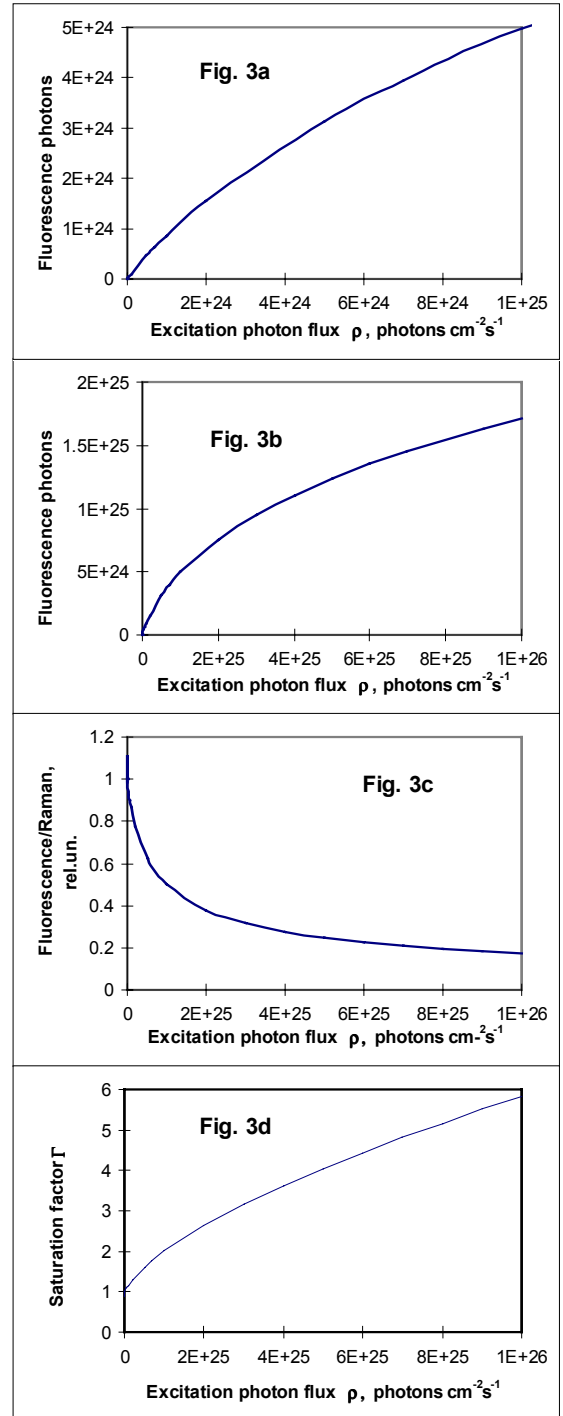 Fig. 3a
Fluorescence photons
5E+24
4E+24
3E+24
2E+24
1E+24
0
0 2E+24 4E+24 6E+24 8E+24 1E+25
Excitation photon flux ρ, photons cm-2s-1
Fig. 3b
Fluorescence photons
2E+25
1.5E+25
1E+25
5E+24
0
0 2E+25 4E+25 6E+25 8E+25 1E+26
Excitation photon flux ρ, photons cm-2s-1
Fig. 3c
Fluorescence/Raman,
rel.un.
1.2
1
0.8
0.6
0.4
0.2
0
0 2E+25 4E+25 6E+25 8E+25 1E+26
Excitation photon flux ρ, photons cm-2s-1
Fig. 3d
Saturation factor Γ
6
5
4
3
2
1
0
0 2E+25 4E+25 6E+25 8E+25 1E+26
Excitation photon flux ρ, photons cm-2s-1